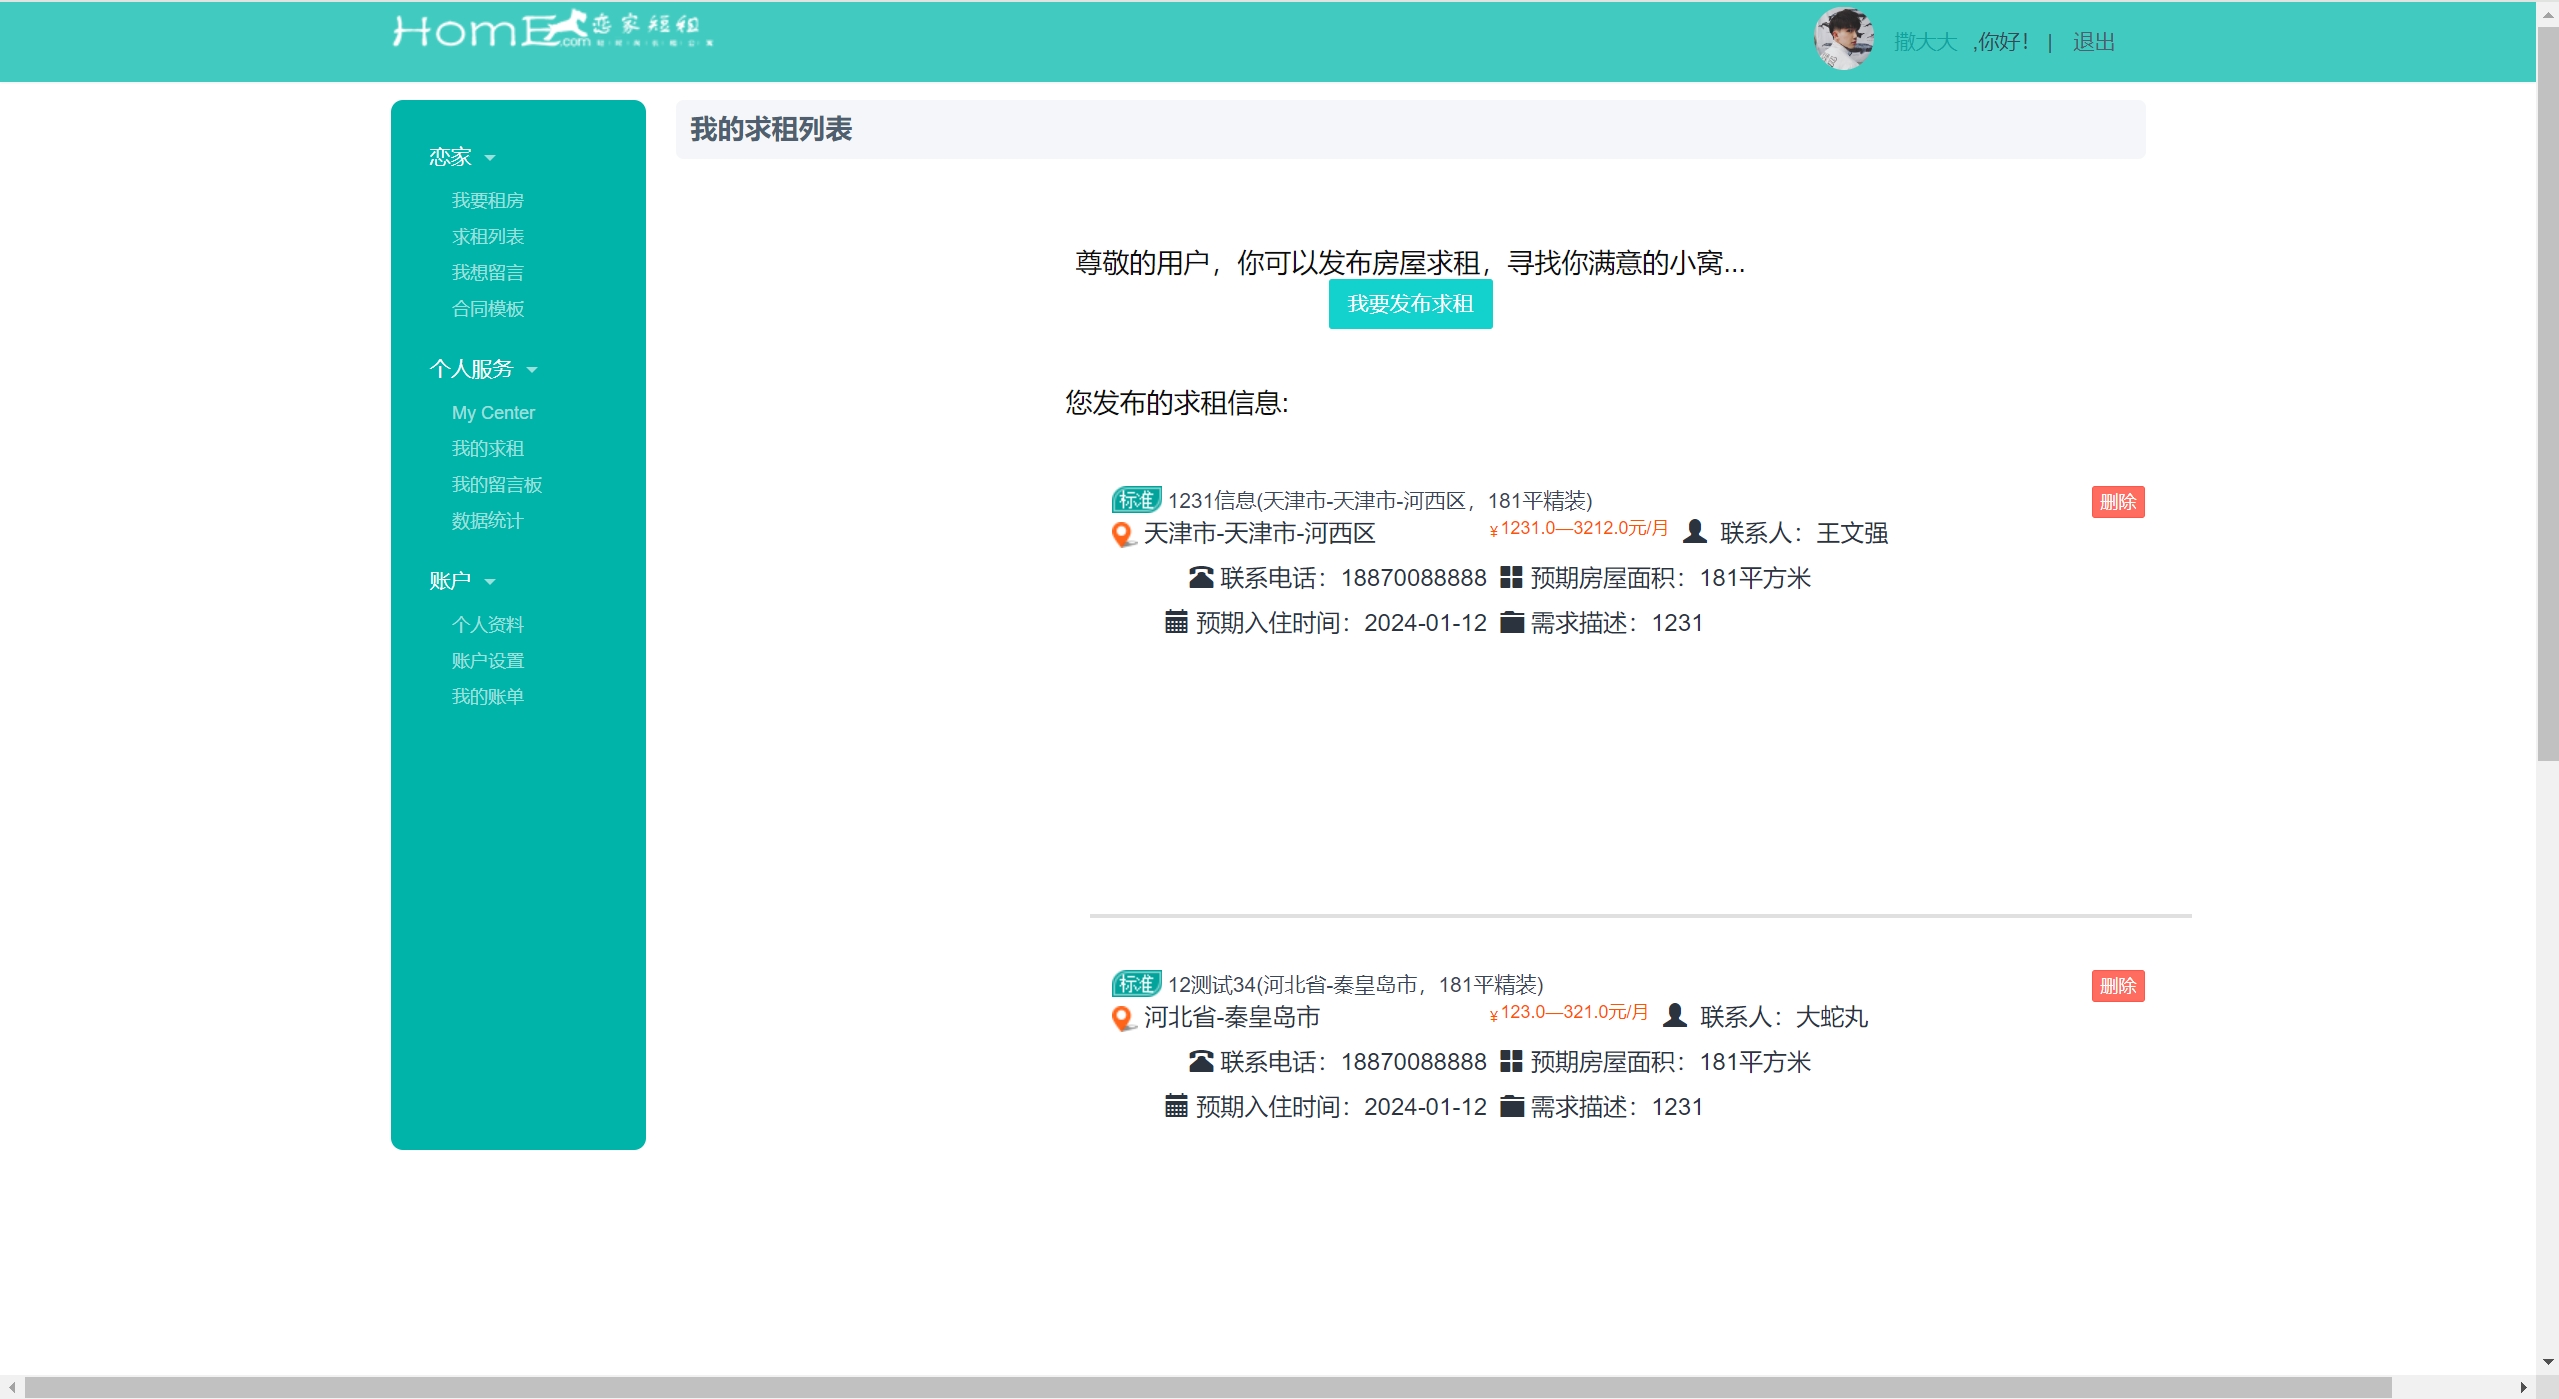 HomE.com 恋家短租
撒大大 ,你好！ | 退出
恋家
我要租房
求租列表
我想留言
合同模板
个人服务
My Center
我的求租
我的留言板
数据统计
账户
个人资料
账户设置
我的账单
我的求租列表
尊敬的用户，你可以发布房屋求租，寻找你满意的小窝...
我要发布求租
您发布的求租信息:
标准 1231信息(天津市-天津市-河西区，181平精装) 删除
天津市-天津市-河西区 ¥1231.0—3212.0元/月 联系人：王文强
联系电话：18870088888 预期房屋面积：181平方米
预期入住时间：2024-01-12 需求描述：1231
标准 12测试34(河北省-秦皇岛市，181平精装) 删除
河北省-秦皇岛市 ¥123.0—321.0元/月 联系人：大蛇丸
联系电话：18870088888 预期房屋面积：181平方米
预期入住时间：2024-01-12 需求描述：1231